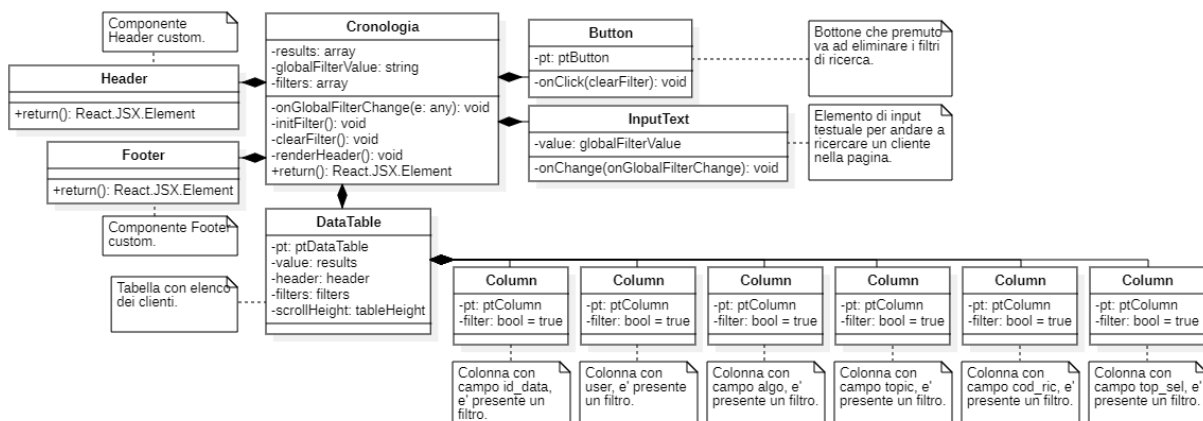 Componente
Header custom.
Header
+return(): React.JSX.Element
Footer
+return(): React.JSX.Element
Componente Footer
custom.
Cronologia
-results: array
-globalFilterValue: string
-filters: array
-onGlobalFilterChange(e: any): void
-initFilter(): void
-clearFilter(): void
-renderHeader(): void
+return(): React.JSX.Element
Button
-pt: ptButton
-onClick(clearFilter): void
Bottone che premuto
va ad eliminare i filtri
di ricerca.
InputText
-value: globalFilterValue
-onChange(onGlobalFilterChange): void
Elemento di input
testuale per andare a
ricercare un cliente
nella pagina.
DataTable
-pt: ptDataTable
-value: results
-header: header
-filters: filters
-scrollHeight: tableHeight
Tabella con elenco
dei clienti.
Column
-pt: ptColumn
-filter: bool = true
Colonna con
campo id_data,
e' presente un
filtro.
Column
-pt: ptColumn
-filter: bool = true
Colonna con
user, e' presente
un filtro.
Column
-pt: ptColumn
-filter: bool = true
Colonna con
campo algo, e'
presente un filtro.
Column
-pt: ptColumn
-filter: bool = true
Colonna con
campo topic, e'
presente un filtro.
Column
-pt: ptColumn
-filter: bool = true
Colonna con
campo cod_ric, e'
presente un filtro.
Column
-pt: ptColumn
-filter: bool = true
Colonna con
campo top_sel, e'
presente un filtro.